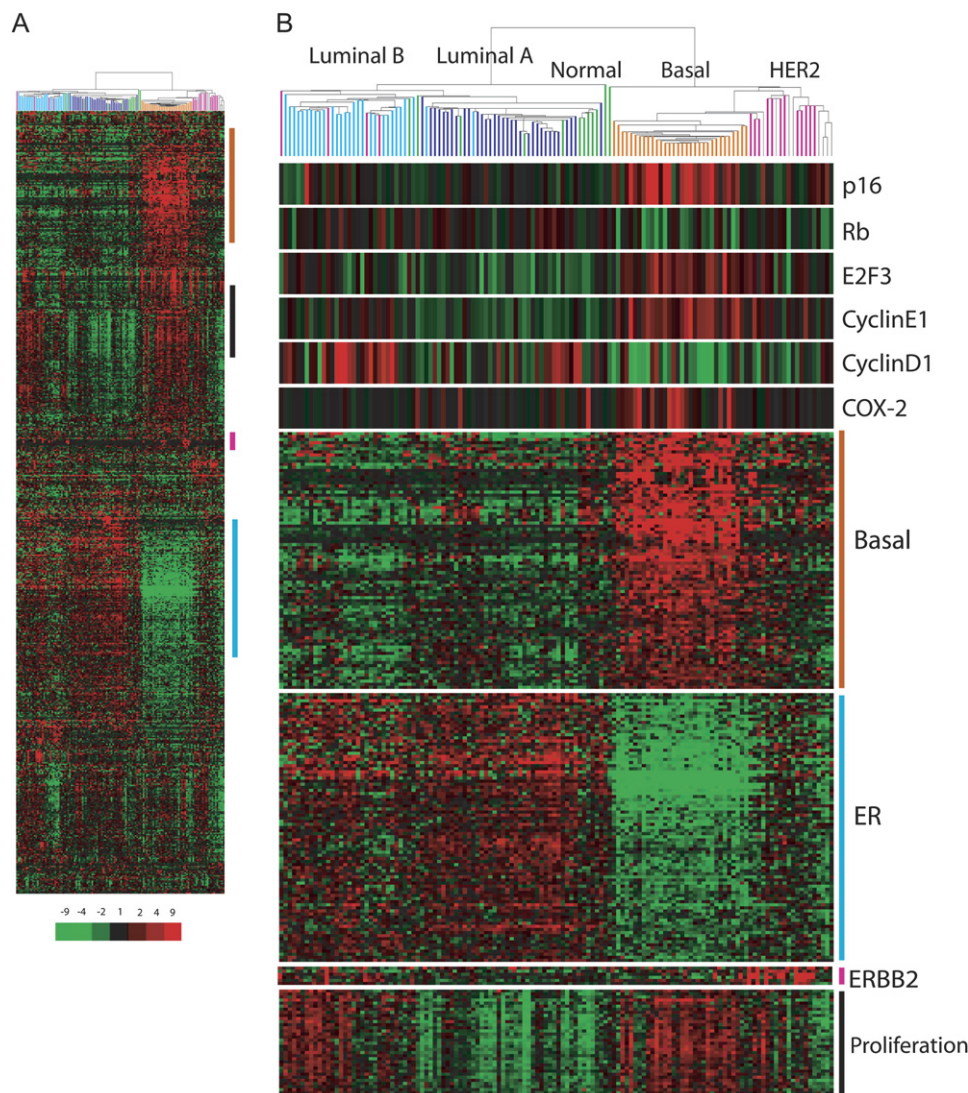 A
B
Luminal B Luminal A Normal Basal HER2
p16
Rb
E2F3
CyclinE1
CyclinD1
COX-2
Basal
ER
ERBB2
Proliferation
-9 -4 -2 1 2 4 9